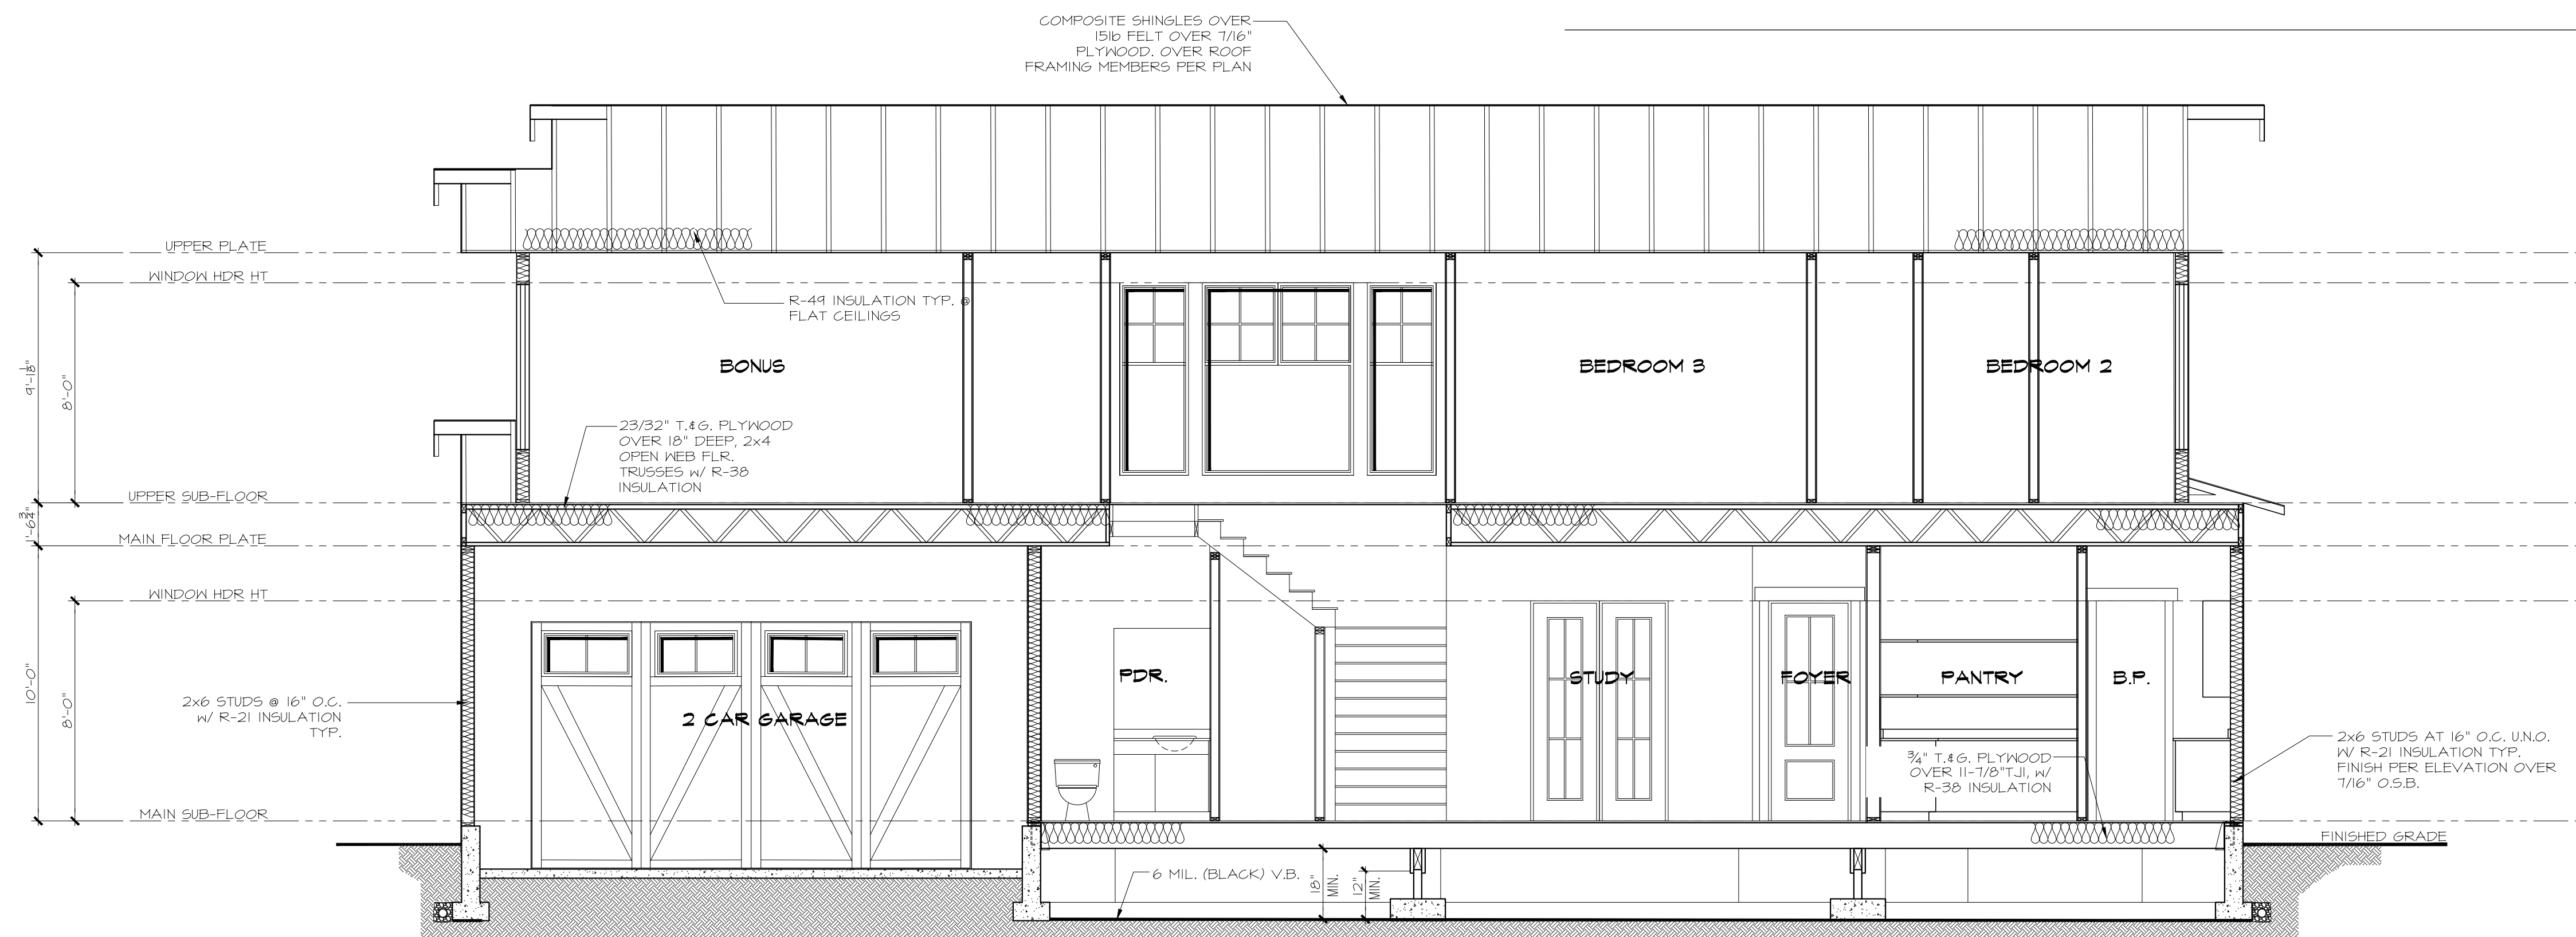 COMPOSITE SHINGLES OVER
15lb FELT OVER 7/16"
PLYWOOD. OVER ROOF
FRAMING MEMBERS PER PLAN
UPPER PLATE
WINDOW HDR HT
R-49 INSULATION TYP. @
FLAT CEILINGS
9'-1 1/8"
8'-0"
BONUS
BEDROOM 3
BEDROOM 2
23/32" T.&G. PLYWOOD
OVER 18" DEEP, 2x4
OPEN WEB FLR.
TRUSSES w/ R-38
INSULATION
UPPER SUB-FLOOR
1'-6 3/4"
MAIN FLOOR PLATE
WINDOW HDR HT
10'-0"
8'-0"
2x6 STUDS @ 16" O.C.
w/ R-21 INSULATION
TYP.
2 CAR GARAGE
PDR.
STUDY
FOYER
PANTRY
B.P.
3/4" T.&G. PLYWOOD
OVER 11-7/8"TJI, w/
R-38 INSULATION
2x6 STUDS AT 16" O.C. U.N.O.
W/ R-21 INSULATION TYP.
FINISH PER ELEVATION OVER
7/16" O.S.B.
MAIN SUB-FLOOR
FINISHED GRADE
6 MIL. (BLACK) V.B.
18"
MIN.
12"
MIN.